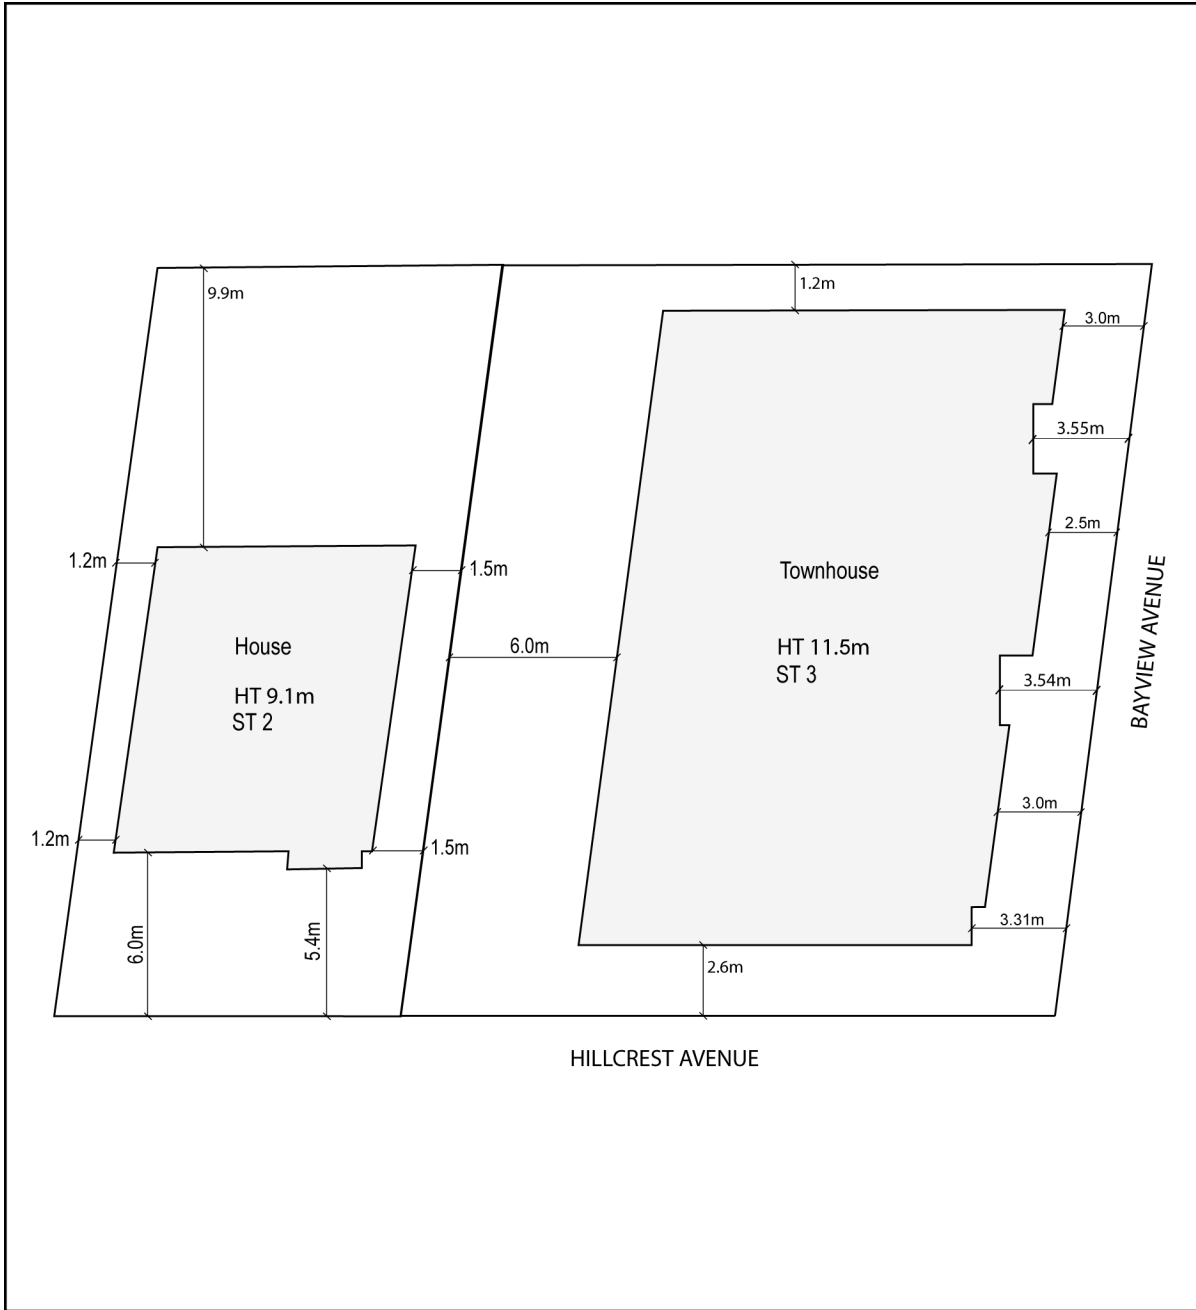 9.9m
1.2m
3.0m
3.55m
2.5m
1.2m
1.5m
Townhouse
House
6.0m
HT 11.5m
ST 3
HT 9.1m
ST 2
3.54m
BAYVIEW AVENUE
3.0m
1.2m
1.5m
3.31m
6.0m
5.4m
2.6m
HILLCREST AVENUE